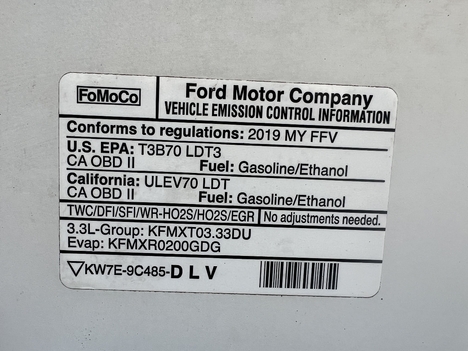 FoMoCo
Ford Motor Company
VEHICLE EMISSION CONTROL INFORMATION
Conforms to regulations: 2019 MY FFV
U.S. EPA: T3B70 LDT3
CA OBD II Fuel: Gasoline/Ethanol
California: ULEV70 LDT
CA OBD II Fuel: Gasoline/Ethanol
TWC/DFI/SFI/WR-HO2S/HO2S/EGR No adjustments needed.
3.3L-Group: KFMXT03.33DU
Evap: KFMXR0200GDG
KW7E-9C485-DLV